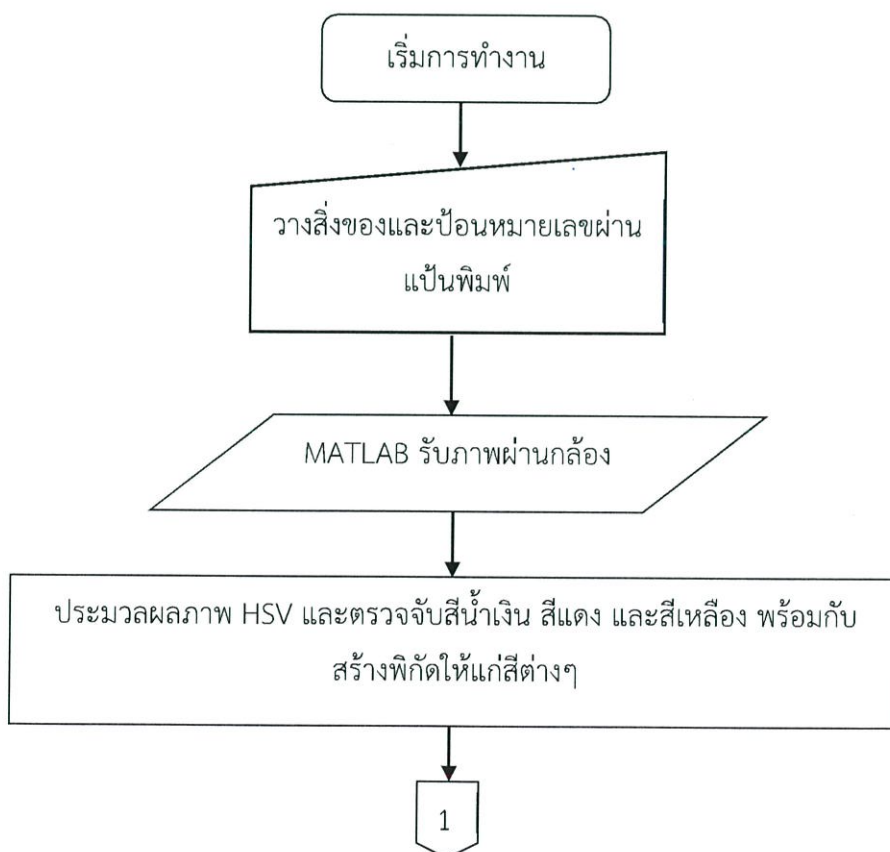 เริ่มการทำงาน
วางสิ่งของและป้อนหมายเลขผ่าน
แป้นพิมพ์
MATLAB รับภาพผ่านกล้อง
ประมวลผลภาพ HSV และตรวจจับสีน้ำเงิน สีแดง และสีเหลือง พร้อมกับ
สร้างพิกัดให้แก่สีต่างๆ
1